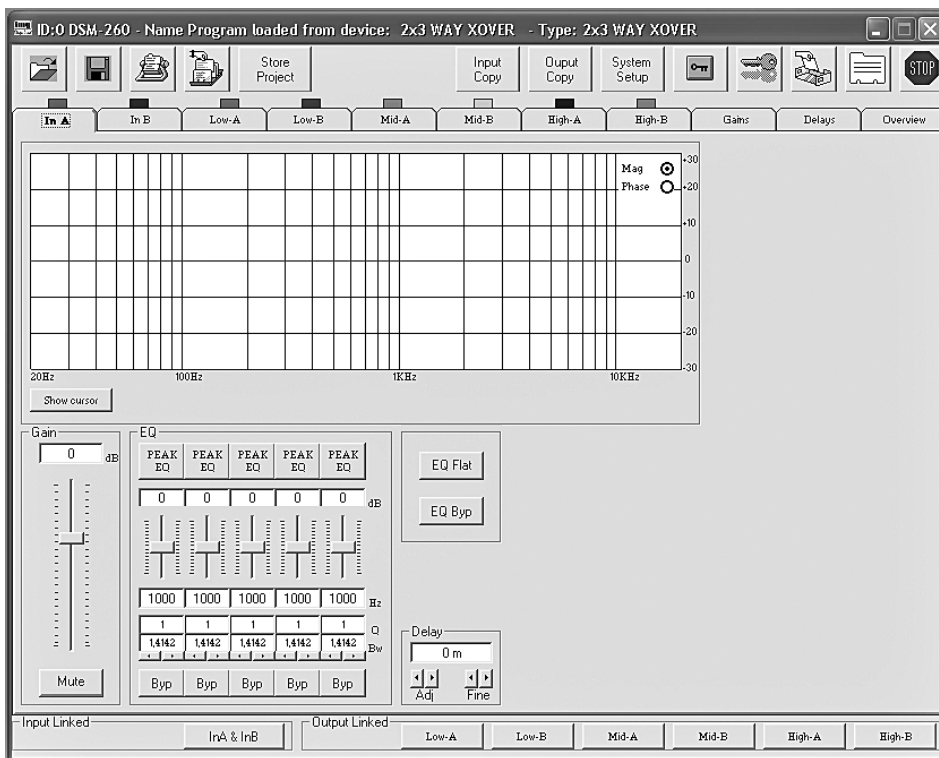 ID:0 DSM-260 - Name Program loaded from device: 2x3 WAY XOVER - Type: 2x3 WAY XOVER
Store Project
Input Copy
Ouput Copy
System Setup
STOP
In A
In B
Low-A
Low-B
Mid-A
Mid-B
High-A
High-B
Gains
Delays
Overview
Mag
Phase
+30
+20
+10
0
-10
-20
-30
20Hz 100Hz 1KHz 10KHz
Show cursor
Gain
0 dB
Mute
EQ
PEAK EQ PEAK EQ PEAK EQ PEAK EQ PEAK EQ
0 0 0 0 0 dB
1000 1000 1000 1000 1000 Hz
1 1 1 1 1 Q
1,4142 1,4142 1,4142 1,4142 1,4142 Bw
Byp Byp Byp Byp Byp
EQ Flat
EQ Byp
Delay
0 m
Adj Fine
Input Linked
InA & InB
Output Linked
Low-A Low-B Mid-A Mid-B High-A High-B